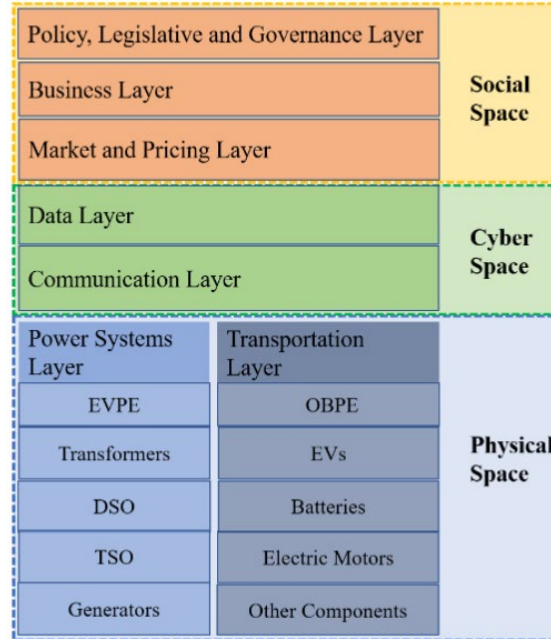 Policy, Legislative and Governance Layer
Business Layer
Market and Pricing Layer
Social
Space
Data Layer
Communication Layer
Cyber
Space
Power Systems
Layer
EVPE
Transformers
DSO
TSO
Generators
Transportation
Layer
OBPE
EVs
Batteries
Electric Motors
Other Components
Physical
Space